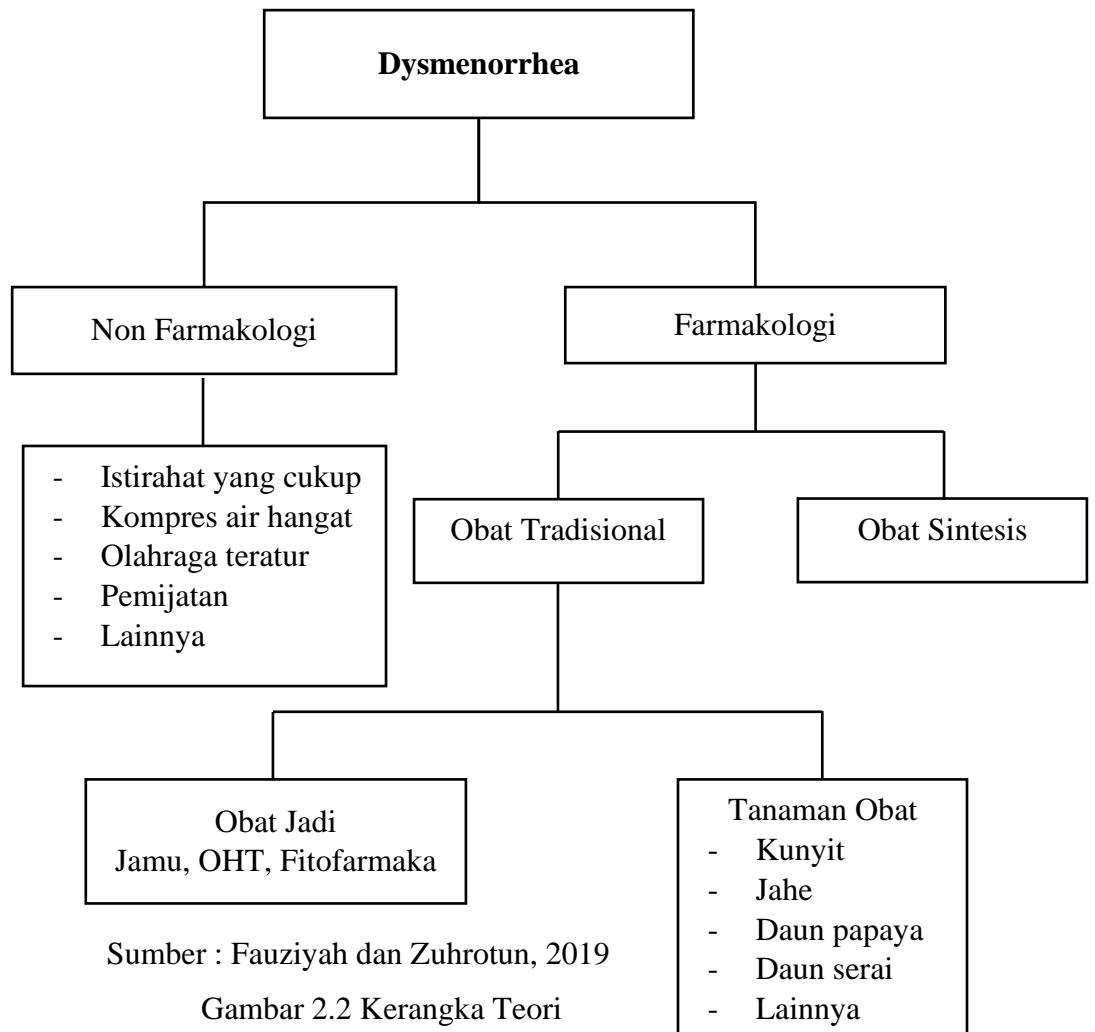 Dysmenorrhea
Non Farmakologi
Farmakologi
- Istirahat yang cukup
- Kompres air hangat
- Olahraga teratur
- Pemijatan
- Lainnya
Obat Tradisional
Obat Sintesis
Obat Jadi
Jamu, OHT, Fitofarmaka
Tanaman Obat
- Kunyit
- Jahe
- Daun papaya
- Daun serai
- Lainnya
Sumber : Fauziyah dan Zuhrotun, 2019
Gambar 2.2 Kerangka Teori